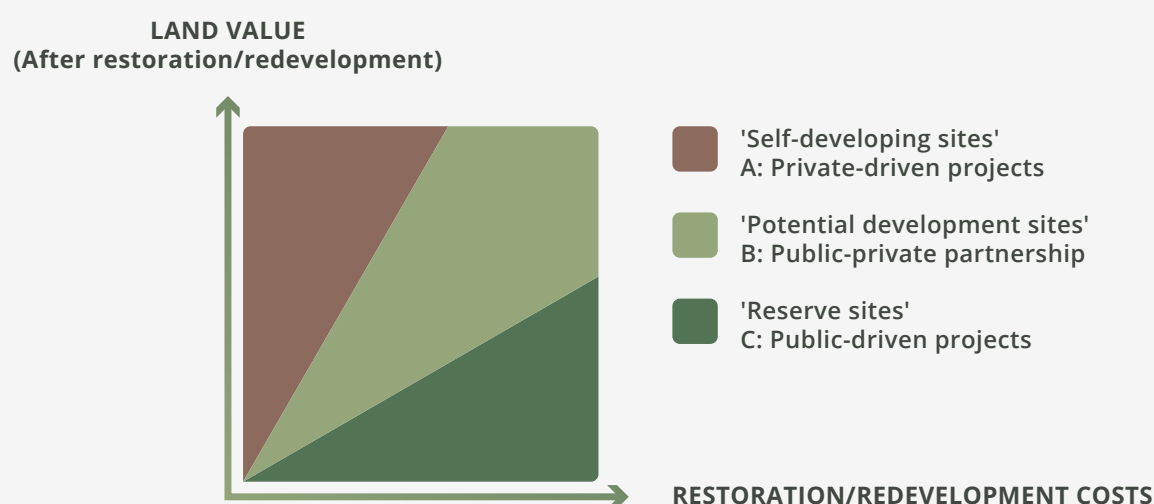 LAND VALUE
(After restoration/redevelopment)
'Self-developing sites'
A: Private-driven projects
'Potential development sites'
B: Public-private partnership
'Reserve sites'
C: Public-driven projects
RESTORATION/REDEVELOPMENT COSTS